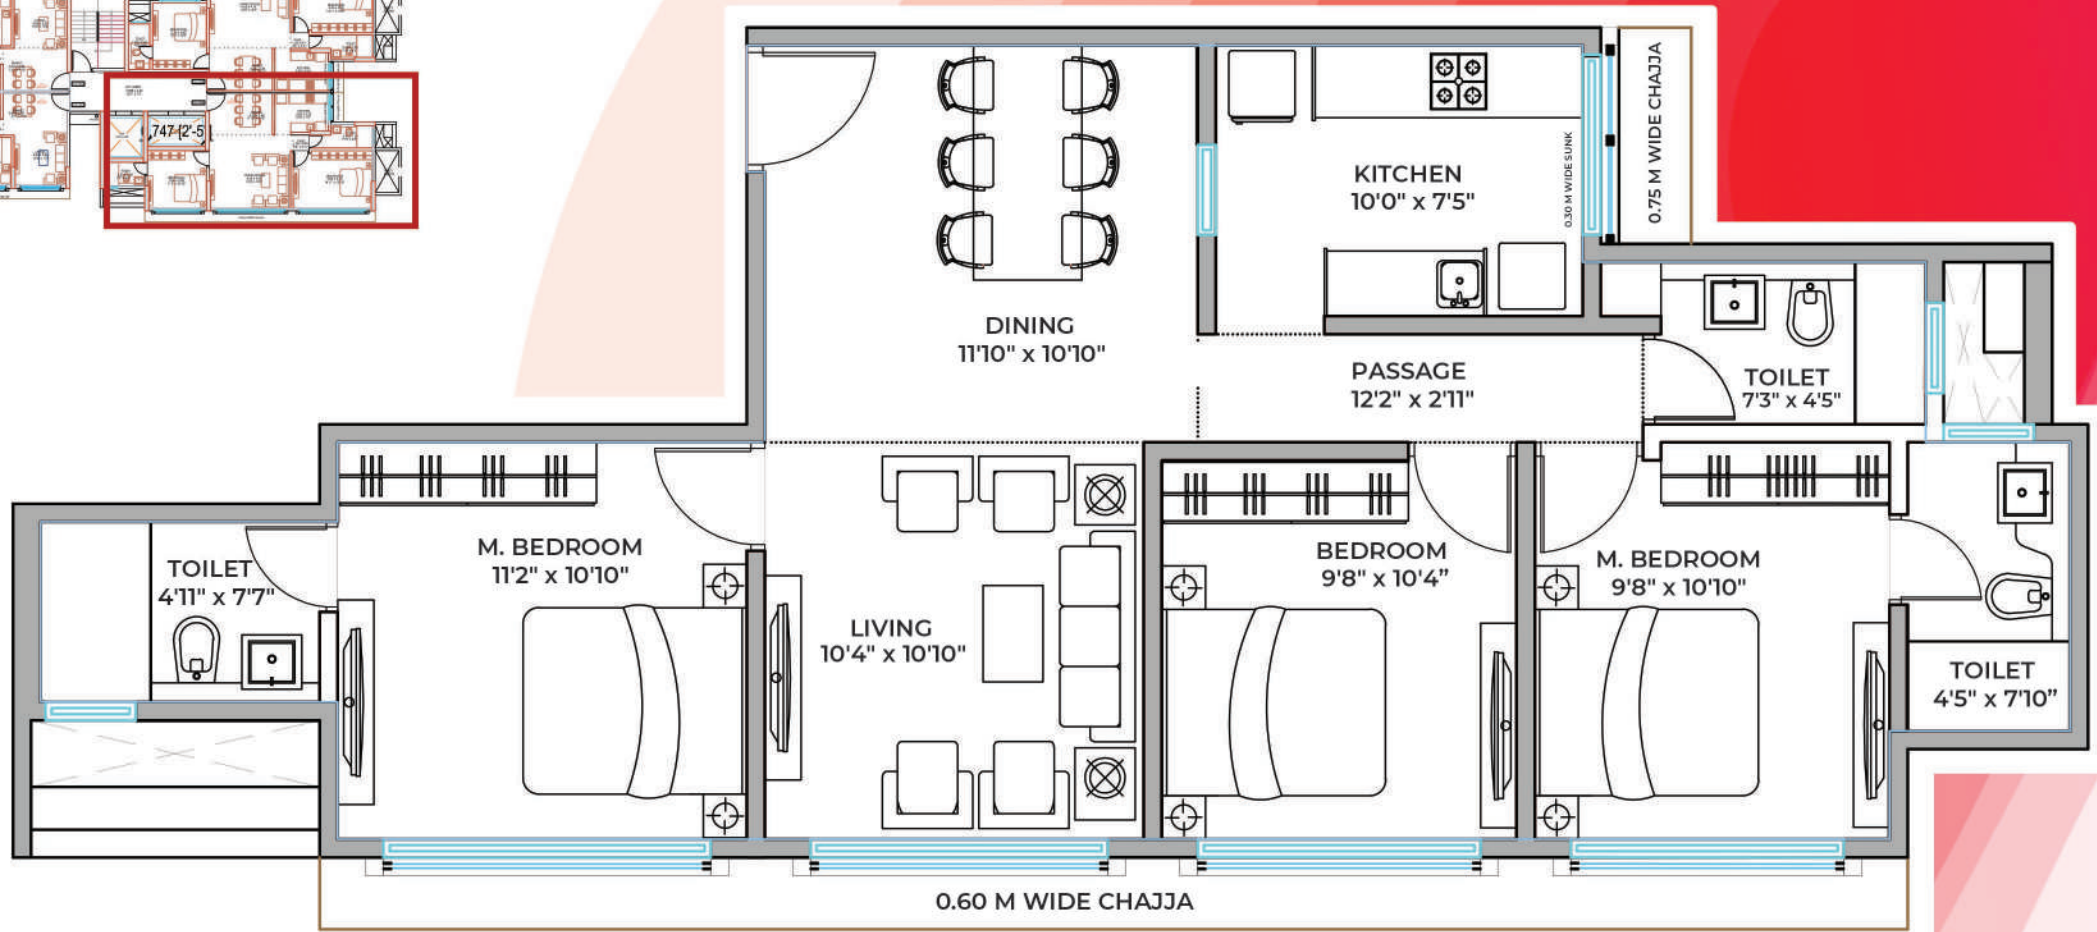 747 [2'-5
0.75 M WIDE CHAJJA
0.30 M WIDE SUNK
KITCHEN
10'0" x 7'5"
DINING
11'10" x 10'10"
PASSAGE
12'2" x 2'11"
TOILET
7'3" x 4'5"
M. BEDROOM
11'2" x 10'10"
TOILET
4'11" x 7'7"
LIVING
10'4" x 10'10"
BEDROOM
9'8" x 10'4”
M. BEDROOM
9'8" x 10'10"
TOILET
4'5" x 7'10”
0.60 M WIDE CHAJJA